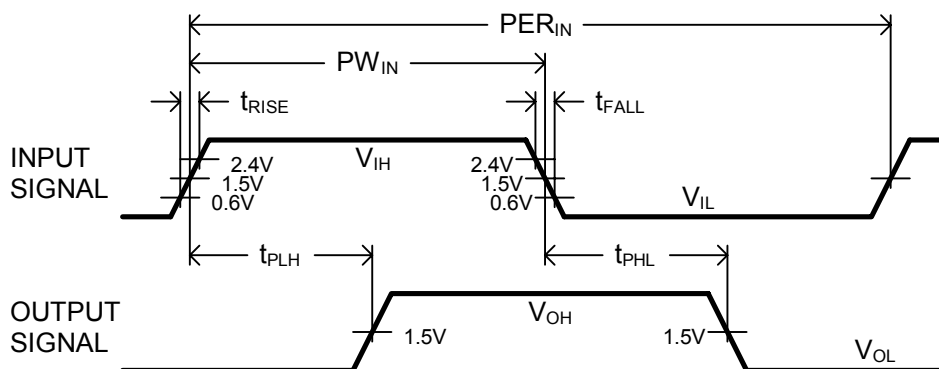 PER_IN
PW_IN
t_RISE
t_FALL
INPUT
SIGNAL
V_IH
2.4V
1.5V
0.6V
2.4V
1.5V
0.6V
V_IL
t_PLH
t_PHL
OUTPUT
SIGNAL
1.5V
V_OH
1.5V
V_OL